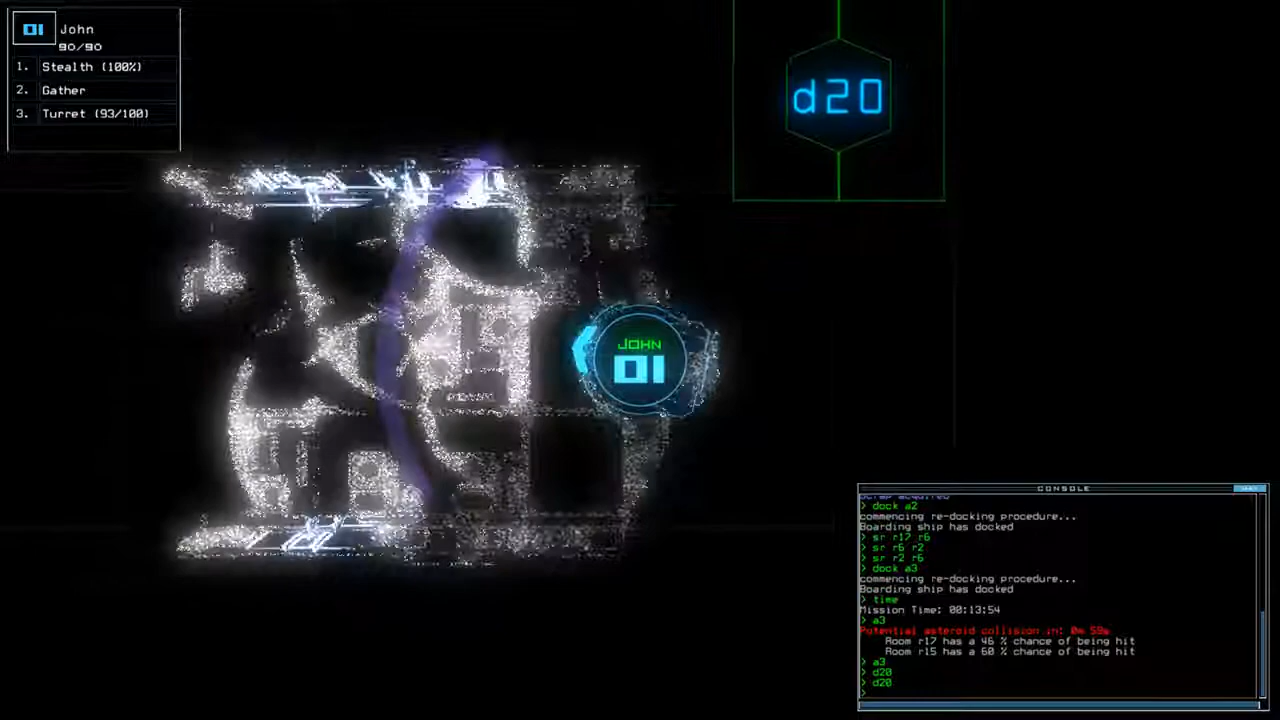 01 John
90/90
1. Stealth (100%)
2. Gather
3. Turret (93/100)
d20
JOHN
01
CONSOLE
> dock a2
commencing re-docking procedure...
Boarding ship has docked
> sr r17 r6
> sr r6 r2
> sr r2 r6
> dock a3
commencing re-docking procedure...
Boarding ship has docked
> time
Mission Time: 00:13:54
> a3
Potential asteroid collision in: 0m 59s
Room r17 has a 46 % chance of being hit
Room r15 has a 60 % chance of being hit
> a3
> d20
> d20
>